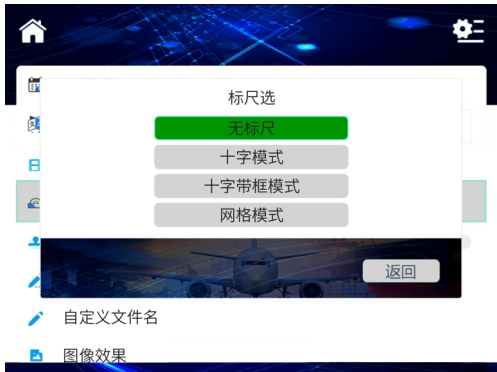 标尺选
无标尺
十字模式
十字带框模式
网格模式
返回
自定义文件名
图像效果